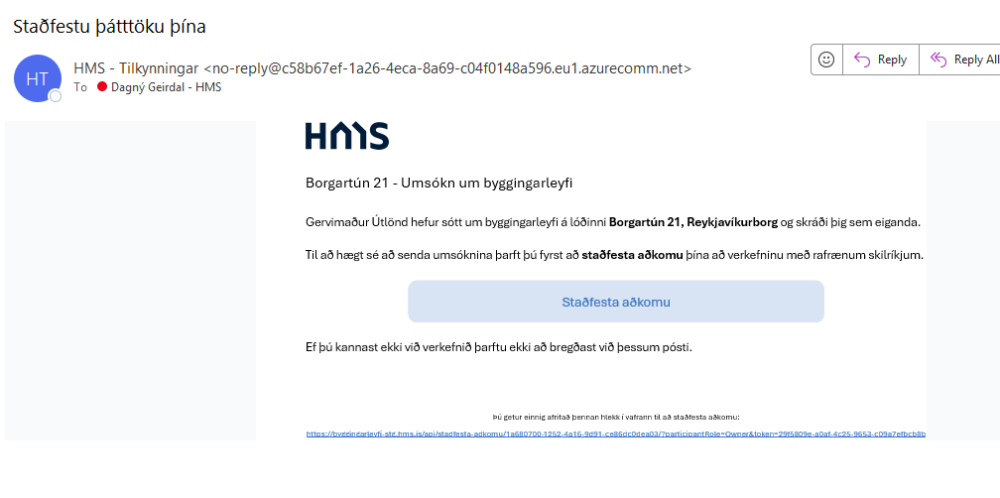 Staðfestu þátttöku þína
HT
HMS - Tilkynningar <no-reply@c58b67ef-1a26-4eca-8a69-c04f0148a596.eu1.azurecomm.net>
To Dagný Geirdal - HMS
Reply
Reply All
HMS
Borgartún 21 - Umsókn um byggingarleyfi
Gervimaður Útlönd hefur sótt um byggingarleyfi á lóðinni Borgartún 21, Reykjavíkurborg og skráði þig sem eiganda.
Til að hægt sé að senda umsóknina þarft þú fyrst að staðfesta aðkomu þína að verkefninu með rafrænum skilríkjum.
Staðfesta aðkomu
Ef þú kannast ekki við verkefnið þarftu ekki að bregðast við þessum pósti.
Þú getur einnig afritað þennan hlekk í vafrann til að staðfesta aðkomu:
https://byggingarleyfi-stg.hms.is/api/stadfesta-adkomu/1a680700-1252-4a16-9d91-ce86dc0dea03/?participantRole=Owner&token=29f5809e-a0af-4c25-9653-c09a7efbcb8b